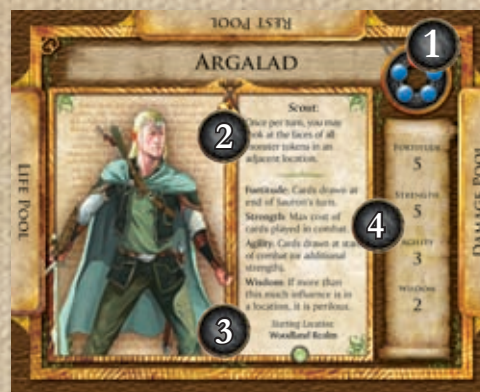 REST POOL
1
ARGALAD
Scout:
2
Once per turn, you may
look at the faces of all
monster tokens in an
adjacent location.
LIFE POOL
DAMAGE POOL
FORTITUDE
5
STRENGTH
5
4
AGILITY
3
WISDOM
2
Fortitude: Cards drawn at
end of Sauron's turn.
Strength: Max cost of
cards played in combat.
Agility: Cards drawn at start
of combat (or additional
strength).
Wisdom: If more than
this much influence is in
a location, it is perilous.
3
Starting Location:
Woodland Realm